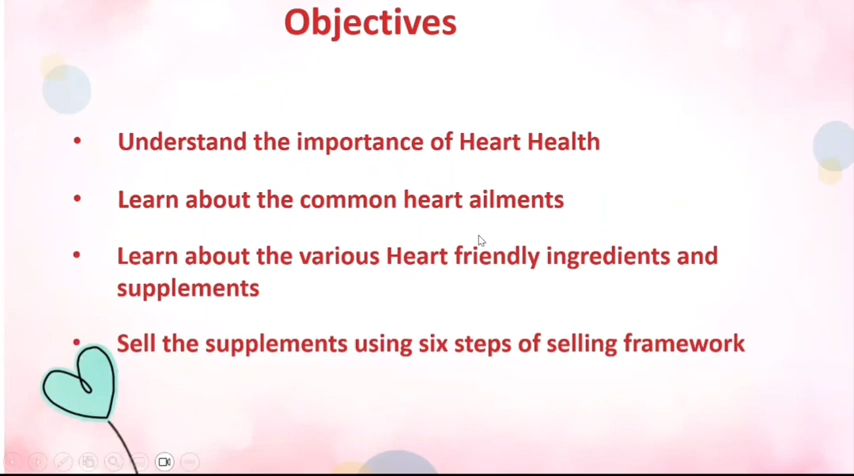 Objectives
• Understand the importance of Heart Health
• Learn about the common heart ailments
• Learn about the various Heart friendly ingredients and
supplements
• Sell the supplements using six steps of selling framework